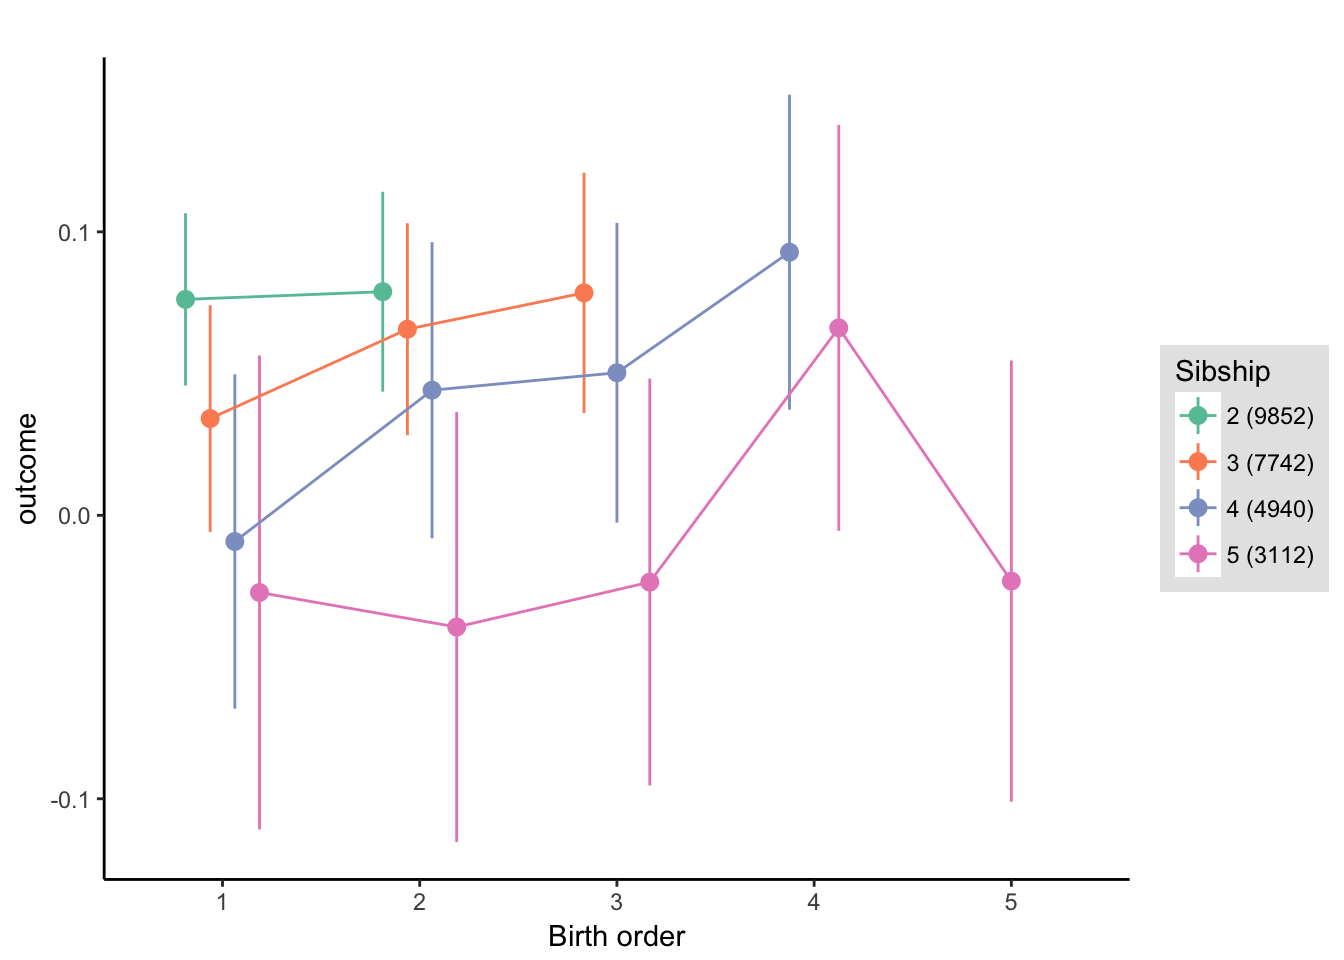 outcome
0.1
0.0
-0.1
1 2 3 4 5
Birth order
Sibship
2 (9852)
3 (7742)
4 (4940)
5 (3112)